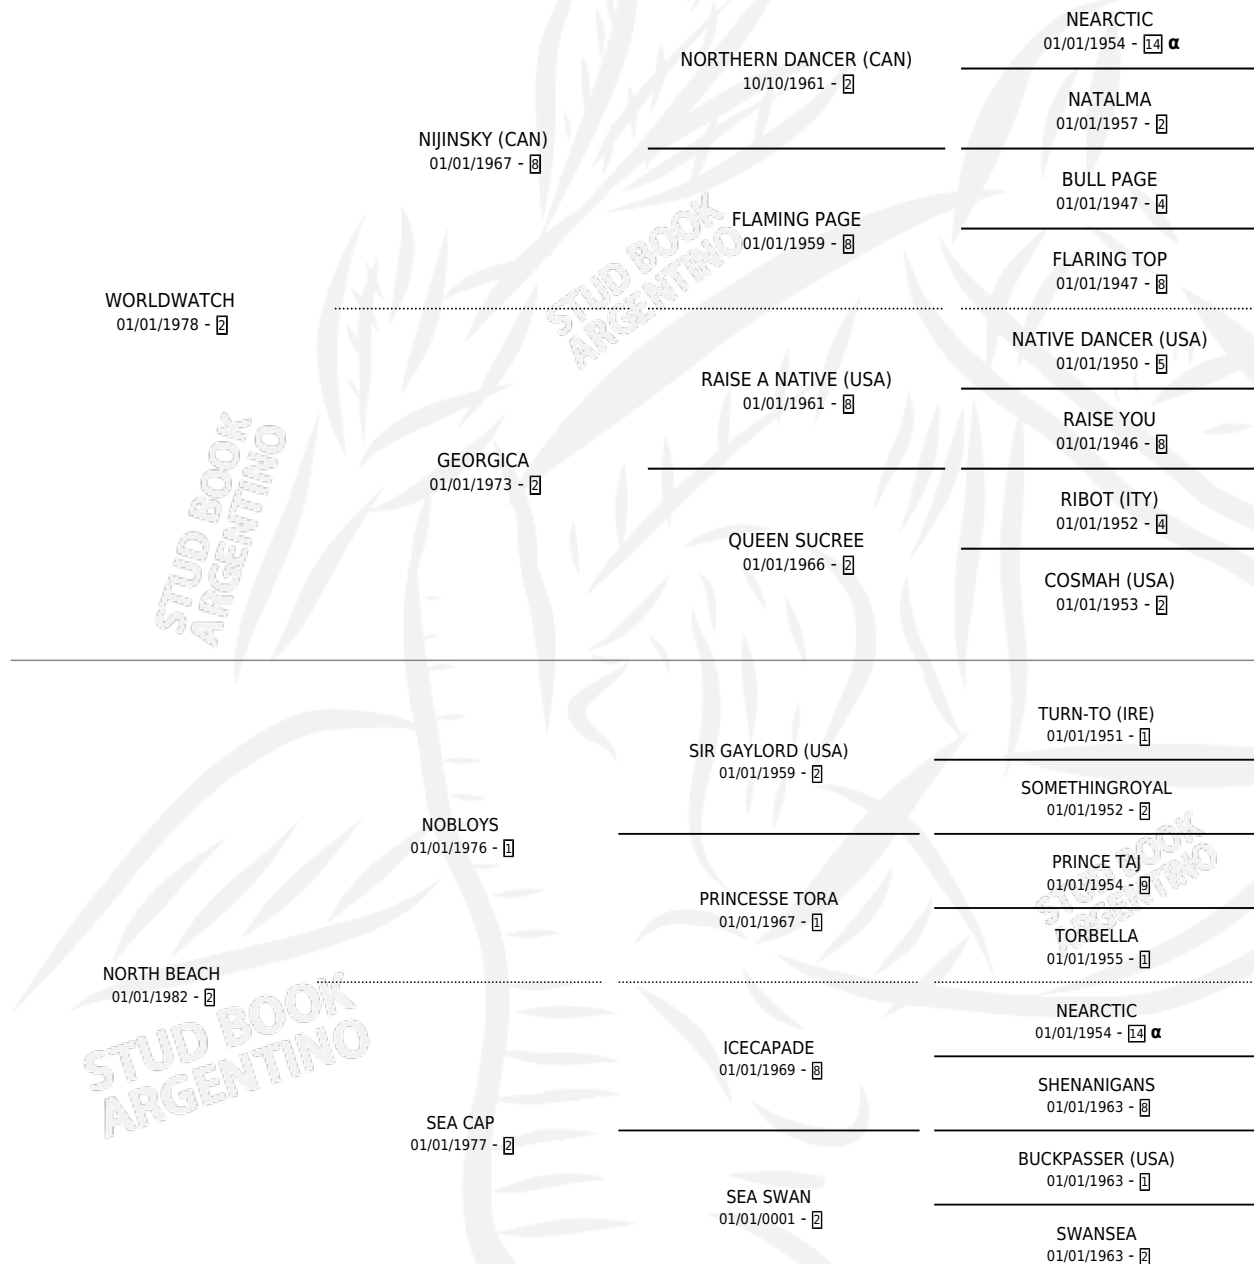 NEARCTIC
01/01/1954 - 14 α
NORTHERN DANCER (CAN)
10/10/1961 - 2
NATALMA
01/01/1957 - 2
NIJINSKY (CAN)
01/01/1967 - 8
BULL PAGE
01/01/1947 - 4
FLAMING PAGE
01/01/1959 - 8
FLARING TOP
01/01/1947 - 8
WORLDWATCH
01/01/1978 - 2
STUD BOOK
ARGENTINO
NATIVE DANCER (USA)
01/01/1950 - 5
RAISE A NATIVE (USA)
01/01/1961 - 8
RAISE YOU
01/01/1946 - 8
GEORGICA
01/01/1973 - 2
RIBOT (ITY)
01/01/1952 - 4
QUEEN SUCREE
01/01/1966 - 2
COSMAH (USA)
01/01/1953 - 2
STUD BOOK
ARGENTINO
TURN-TO (IRE)
01/01/1951 - 1
SIR GAYLORD (USA)
01/01/1959 - 2
SOMETHINGROYAL
01/01/1952 - 2
NOBLOYS
01/01/1976 - 1
PRINCE TAJ
01/01/1954 - 9
PRINCESSE TORA
01/01/1967 - 1
TORBELLA
01/01/1955 - 1
STUD BOOK
ARGENTINO
NORTH BEACH
01/01/1982 - 2
NEARCTIC
01/01/1954 - 14 α
ICECAPADE
01/01/1969 - 8
SHENANIGANS
01/01/1963 - 8
SEA CAP
01/01/1977 - 2
BUCKPASSER (USA)
01/01/1963 - 1
SEA SWAN
01/01/0001 - 2
SWANSEA
01/01/1963 - 2
STUD BOOK
ARGENTINO